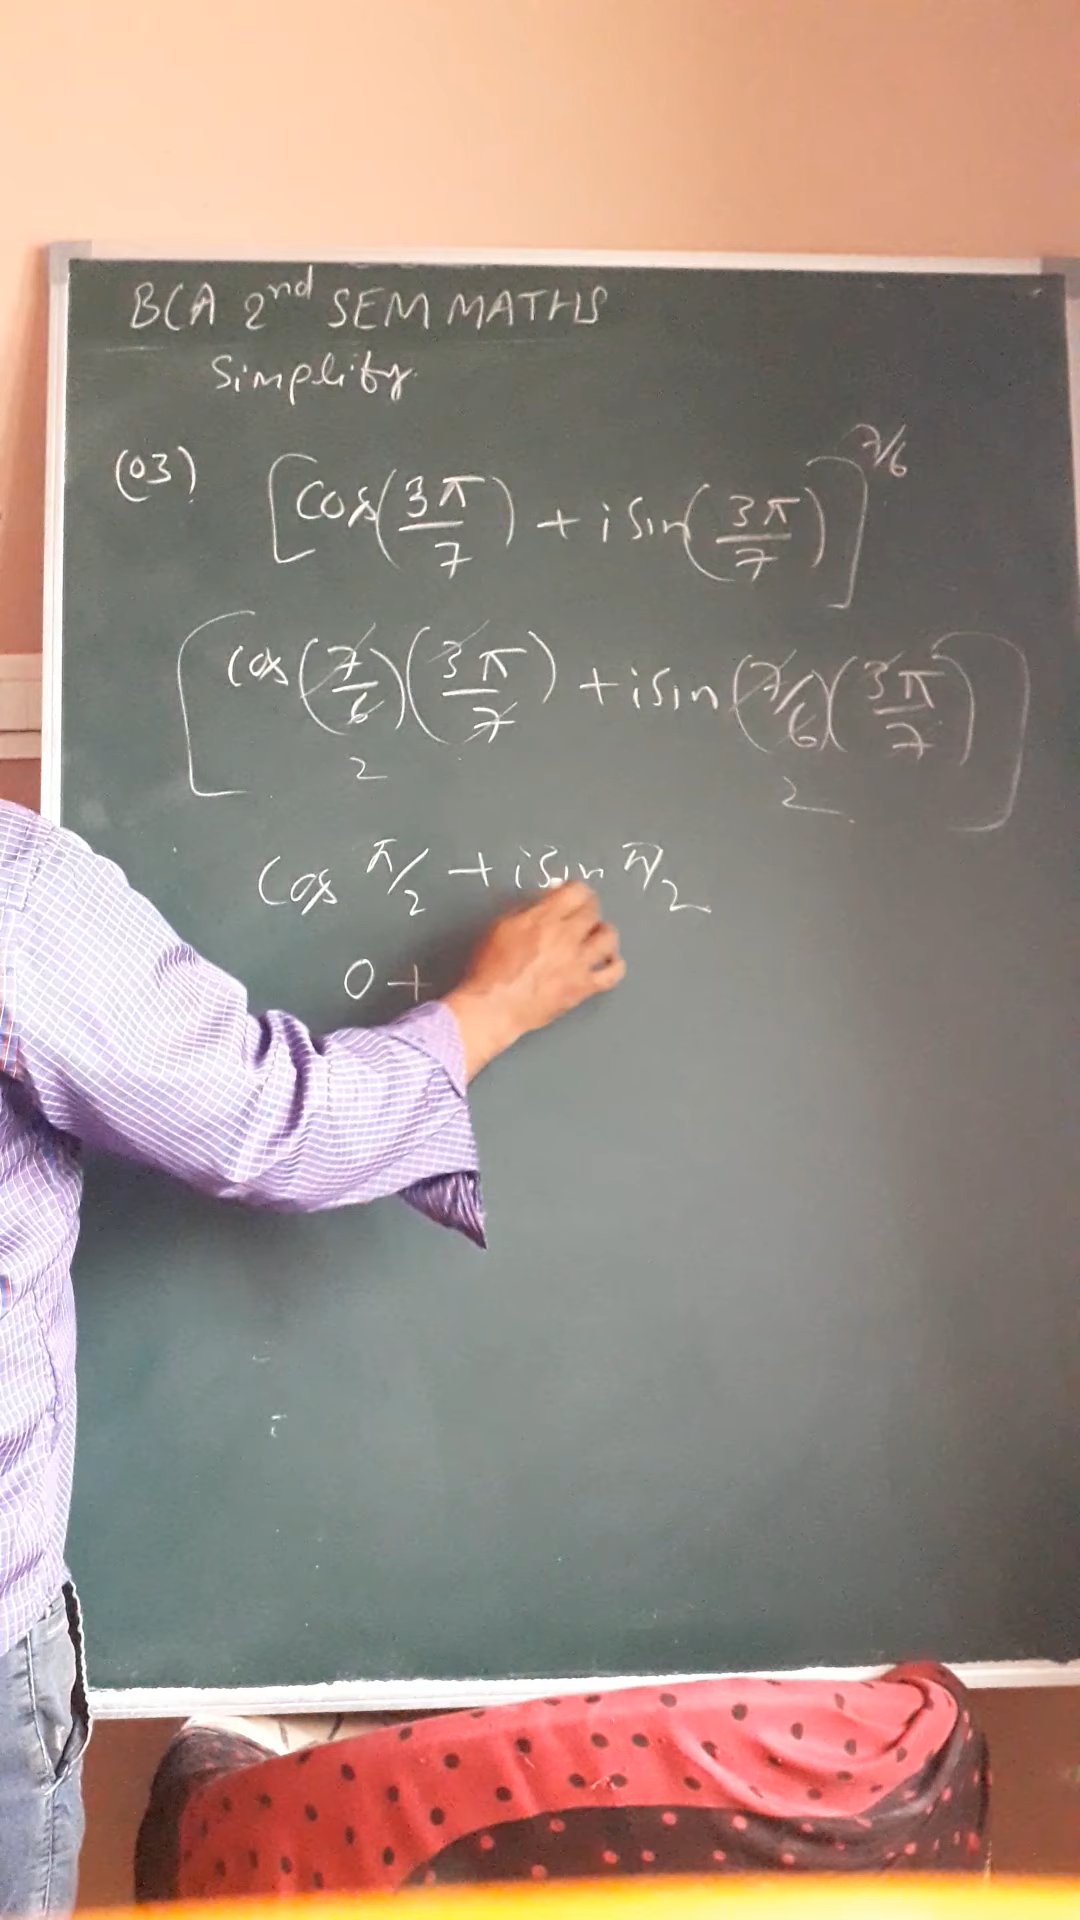 BCA 2nd SEM MATHS
Simplify
(03) [cos(3π/7) + i sin(3π/7)]^7/6
[cos(7/6)(3π/7) + i sin(7/6)(3π/7)]
2 2
cos π/2 + i sin π/2
0 +